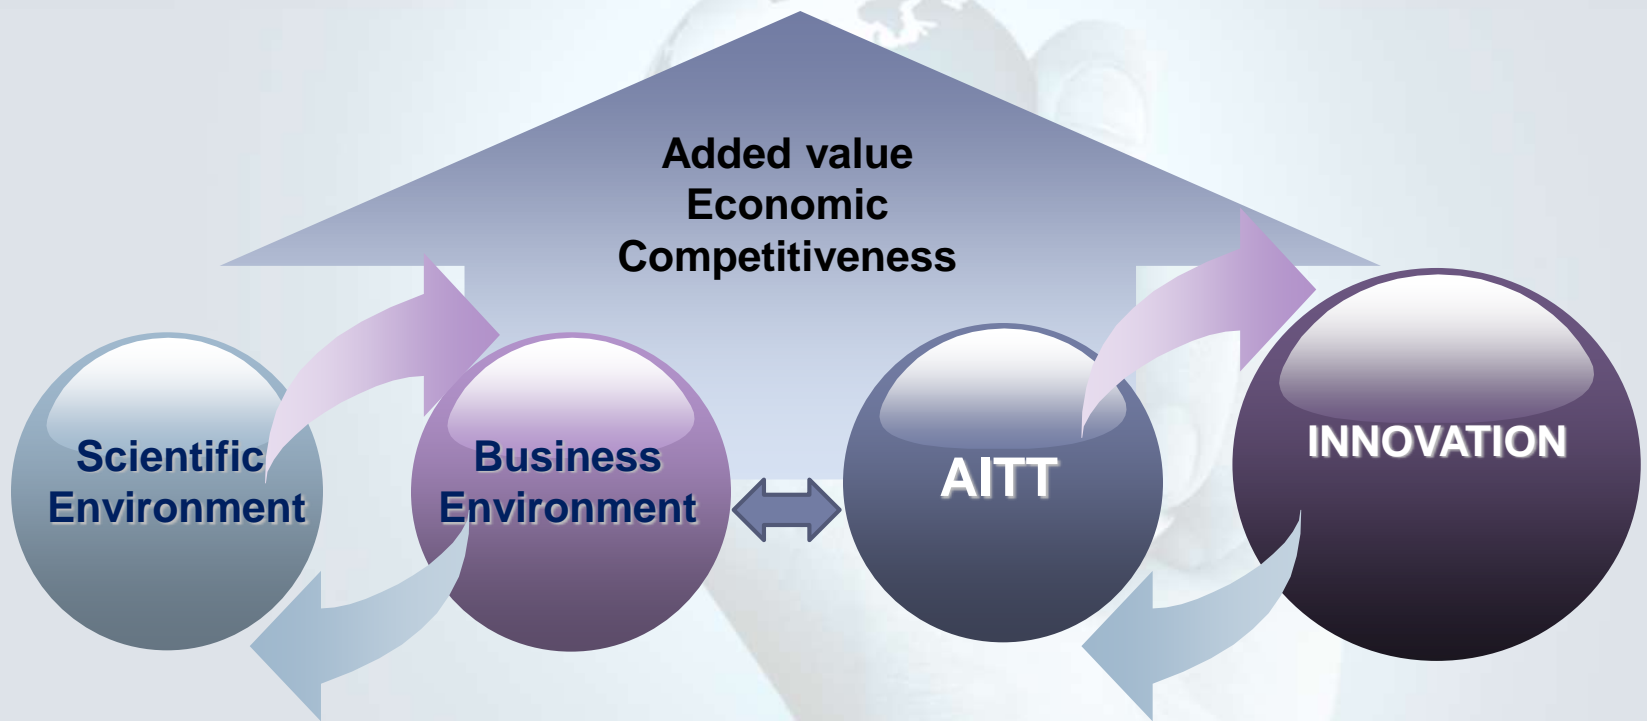 Added value
Economic
Competitiveness
Scientific
Environment
Business
Environment
AITT
INNOVATION